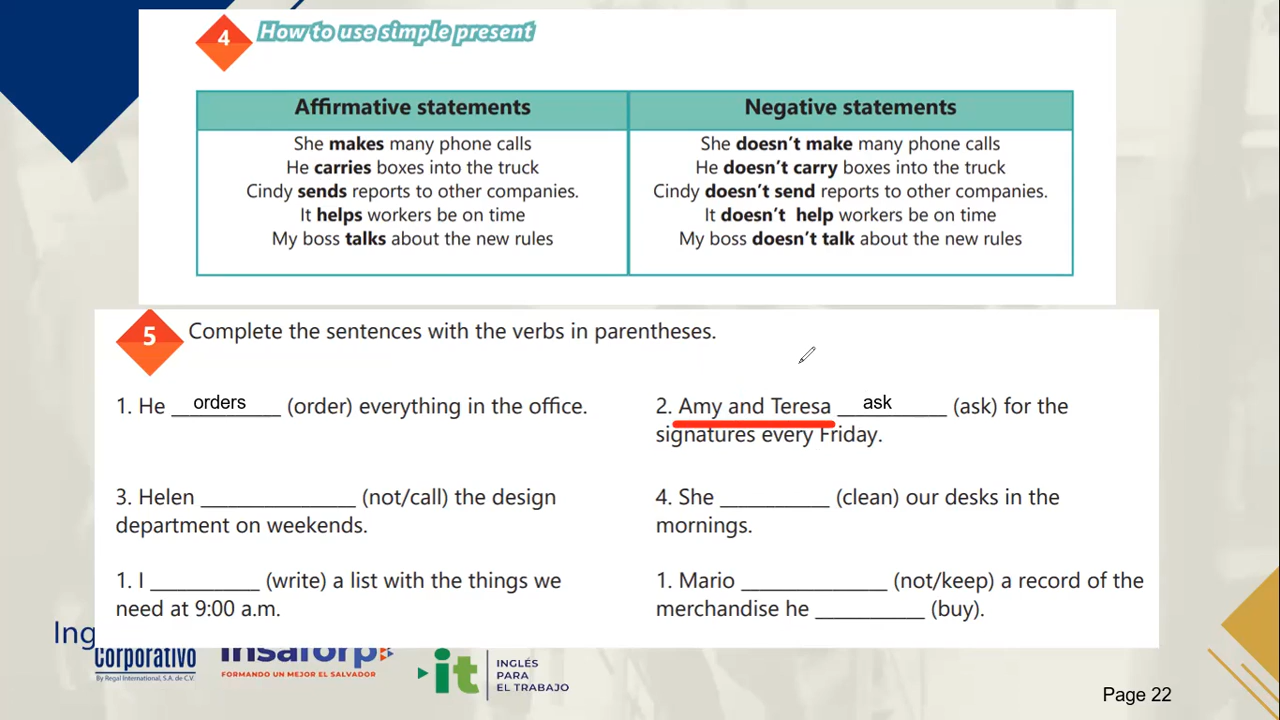 4 How to use simple present
Affirmative statements
She makes many phone calls
He carries boxes into the truck
Cindy sends reports to other companies.
It helps workers be on time
My boss talks about the new rules
Negative statements
She doesn't make many phone calls
He doesn't carry boxes into the truck
Cindy doesn't send reports to other companies.
It doesn't help workers be on time
My boss doesn't talk about the new rules
5 Complete the sentences with the verbs in parentheses.
1. He ___orders___ (order) everything in the office.
2. Amy and Teresa ___ask___ (ask) for the
signatures every Friday.
3. Helen ______________ (not/call) the design
department on weekends.
4. She __________ (clean) our desks in the
mornings.
1. I __________ (write) a list with the things we
need at 9:00 a.m.
1. Mario _____________ (not/keep) a record of the
merchandise he __________ (buy).
Ing
Corporativo
By Regal International, S.A. de C.V.
insaforp
FORMANDO UN MEJOR EL SALVADOR
it
INGLÉS
PARA
EL TRABAJO
Page 22